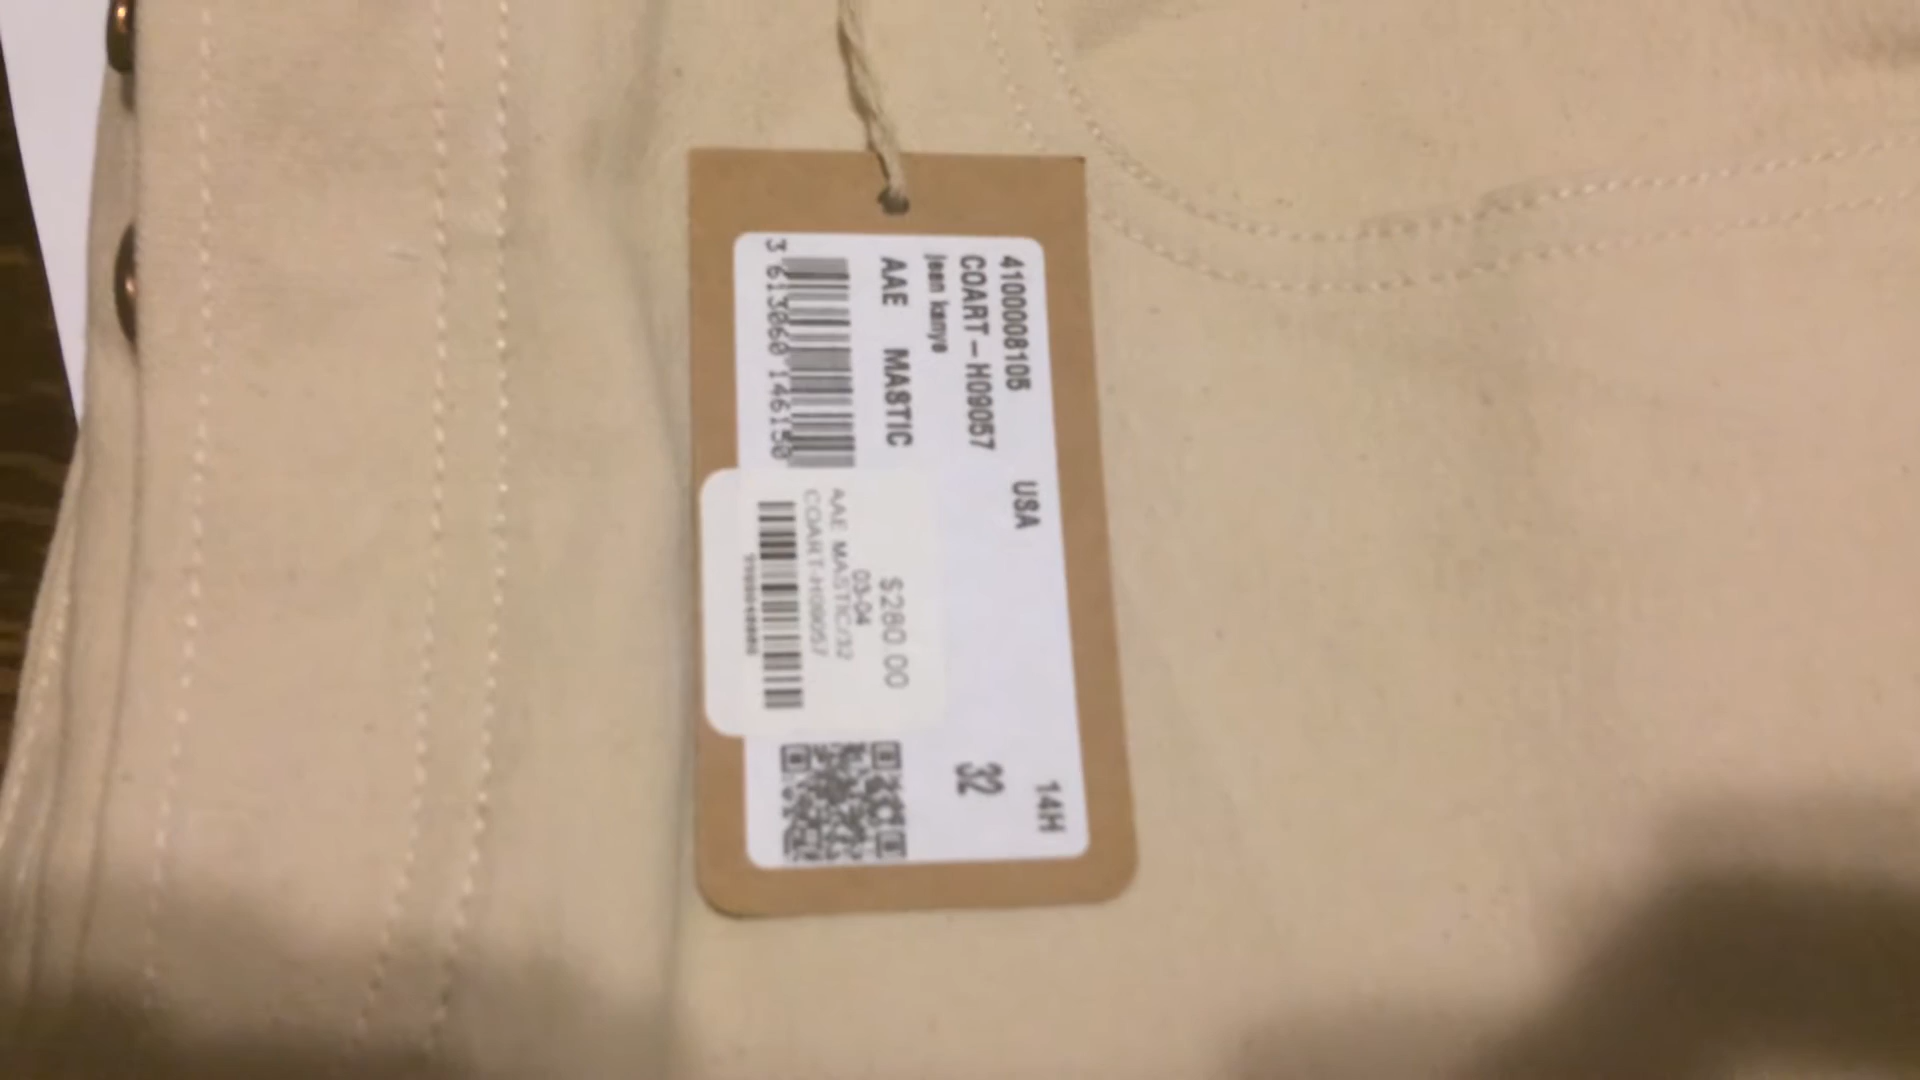 14H
4100008105 USA
COART-H09057 32
jean kanye
AAE MASTIC
3 613060 146150
$280.00
03-04
AAE MASTIC/32
COART-H09057